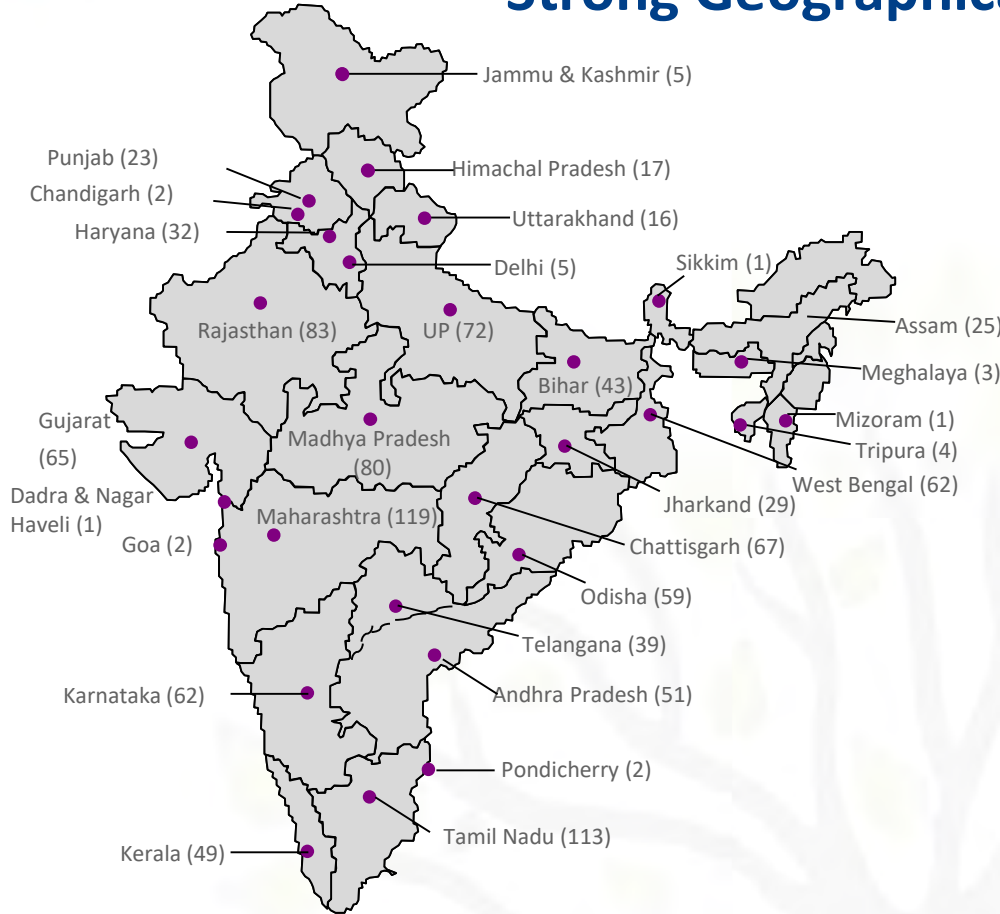 Strong Geographica
Jammu & Kashmir (5)
Punjab (23)
Himachal Pradesh (17)
Chandigarh (2)
Uttarakhand (16)
Haryana (32)
Delhi (5)
Sikkim (1)
Rajasthan (83)
UP (72)
Assam (25)
Bihar (43)
Meghalaya (3)
Gujarat
(65)
Madhya Pradesh
(80)
Mizoram (1)
Tripura (4)
West Bengal (62)
Dadra & Nagar
Haveli (1)
Jharkand (29)
Maharashtra (119)
Goa (2)
Chattisgarh (67)
Odisha (59)
Telangana (39)
Karnataka (62)
Andhra Pradesh (51)
Pondicherry (2)
Tamil Nadu (113)
Kerala (49)